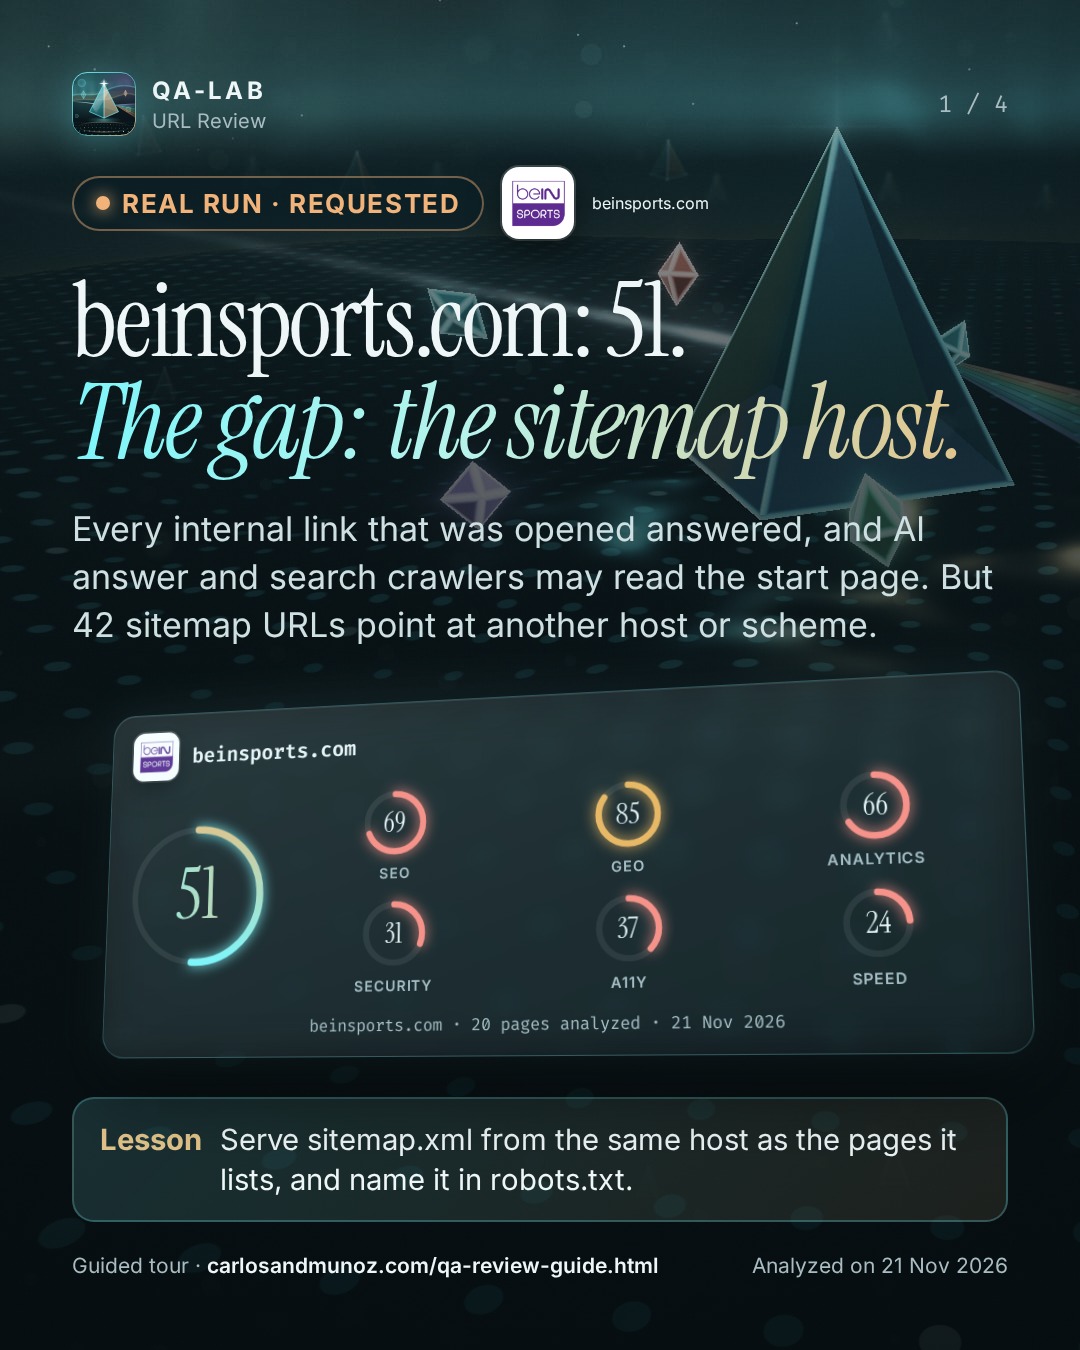 QA-LAB
URL Review
1 / 4
REAL RUN · REQUESTED
beIN
SPORTS
beinsports.com
beinsports.com: 51.
The gap: the sitemap host.
Every internal link that was opened answered, and AI
answer and search crawlers may read the start page. But
42 sitemap URLs point at another host or scheme.
beIN
SPORTS
beinsports.com
51
69
SEO
85
GEO
66
ANALYTICS
31
SECURITY
37
A11Y
24
SPEED
beinsports.com · 20 pages analyzed · 21 Nov 2026
Lesson
Serve sitemap.xml from the same host as the pages it
lists, and name it in robots.txt.
Guided tour · carlosandmunoz.com/qa-review-guide.html
Analyzed on 21 Nov 2026